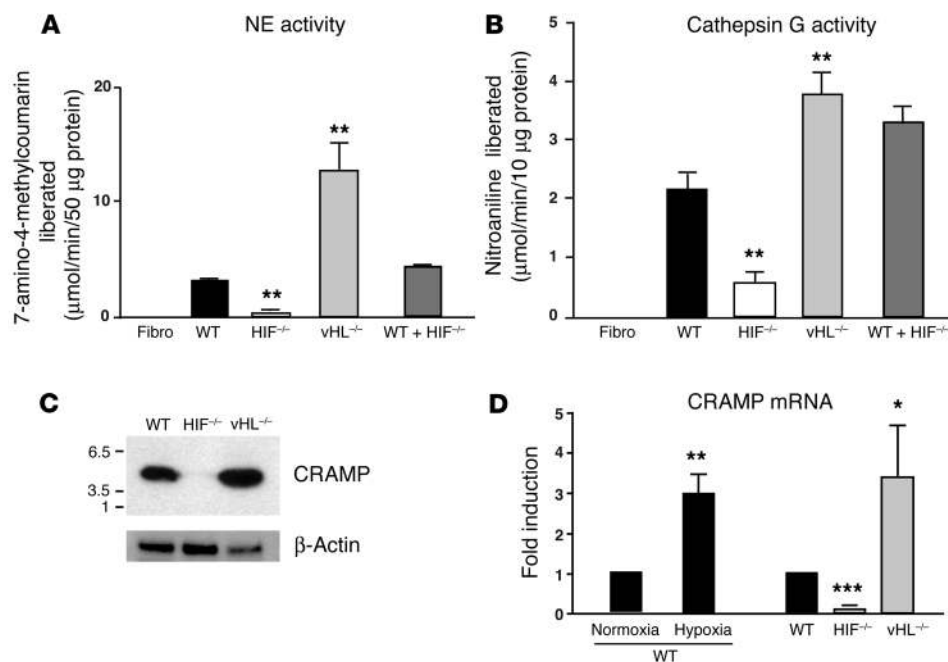 A
NE activity
7-amino-4-methylcoumarin
liberated
(µmol/min/50 µg protein)
20
10
0
**
**
Fibro WT HIF⁻/⁻ vHL⁻/⁻ WT + HIF⁻/⁻
B
Cathepsin G activity
Nitroaniline liberated
(µmol/min/10 µg protein)
5
4
3
2
1
0
**
**
Fibro WT HIF⁻/⁻ vHL⁻/⁻ WT + HIF⁻/⁻
C
WT HIF⁻/⁻ vHL⁻/⁻
6.5
3.5
1
CRAMP
β-Actin
D
CRAMP mRNA
Fold induction
5
4
3
2
1
0
**
***
*
Normoxia Hypoxia WT HIF⁻/⁻ vHL⁻/⁻
WT